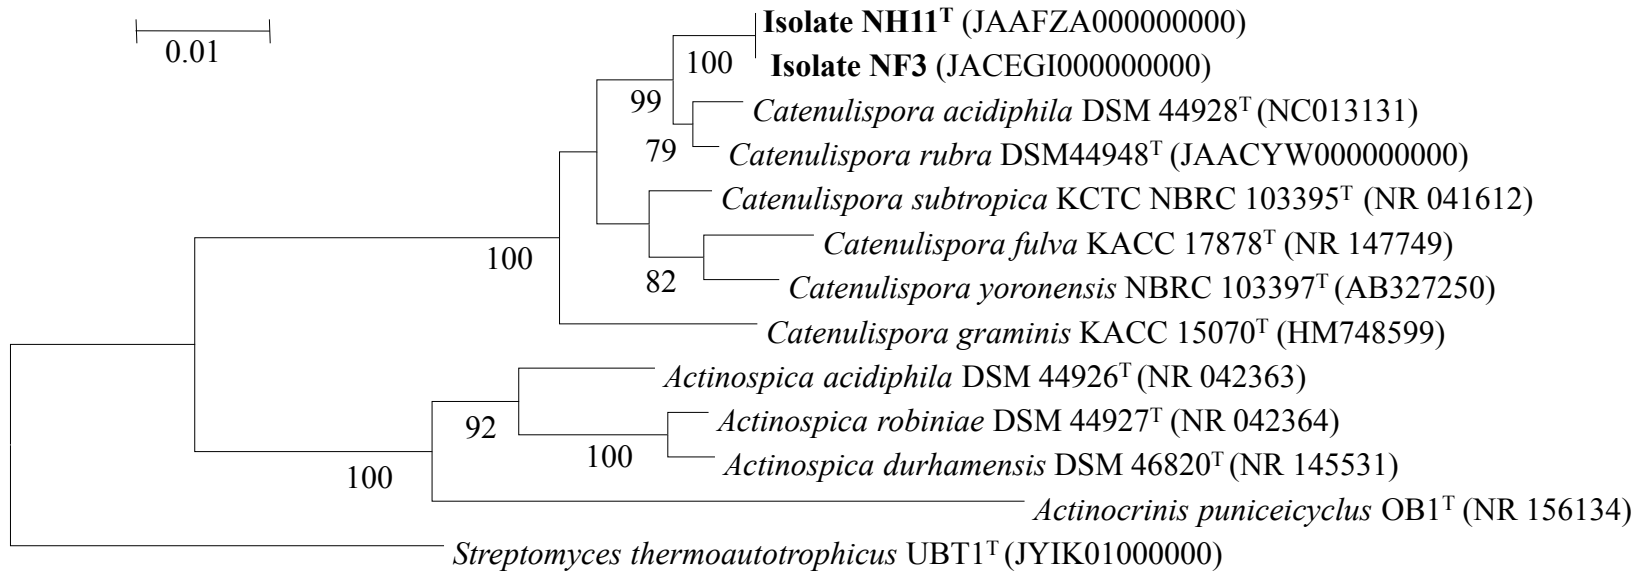 0.01
Isolate NH11ᵀ (JAAFZA000000000)
100
Isolate NF3 (JACEGI000000000)
99
Catenulispora acidiphila DSM 44928ᵀ (NC013131)
79
Catenulispora rubra DSM44948ᵀ (JAACYW000000000)
Catenulispora subtropica KCTC NBRC 103395ᵀ (NR 041612)
Catenulispora fulva KACC 17878ᵀ (NR 147749)
100
82
Catenulispora yoronensis NBRC 103397ᵀ (AB327250)
Catenulispora graminis KACC 15070ᵀ (HM748599)
Actinospica acidiphila DSM 44926ᵀ (NR 042363)
92
Actinospica robiniae DSM 44927ᵀ (NR 042364)
100
Actinospica durhamensis DSM 46820ᵀ (NR 145531)
100
Actinocrinis puniceicyclus OB1ᵀ (NR 156134)
Streptomyces thermoautotrophicus UBT1ᵀ (JYIK01000000)